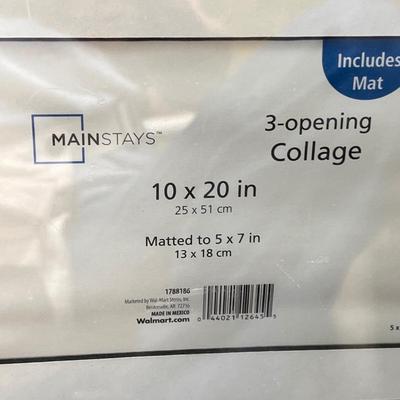 Includes
Mat
MAINSTAYS™
3-opening
Collage
10 x 20 in
25 x 51 cm
Matted to 5 x 7 in
13 x 18 cm
1788186
Marketed by Wal-Mart Stores, Inc.
Bentonville, AR 72716
MADE IN MEXICO
Walmart.com
0 44021 12645 5
5 x